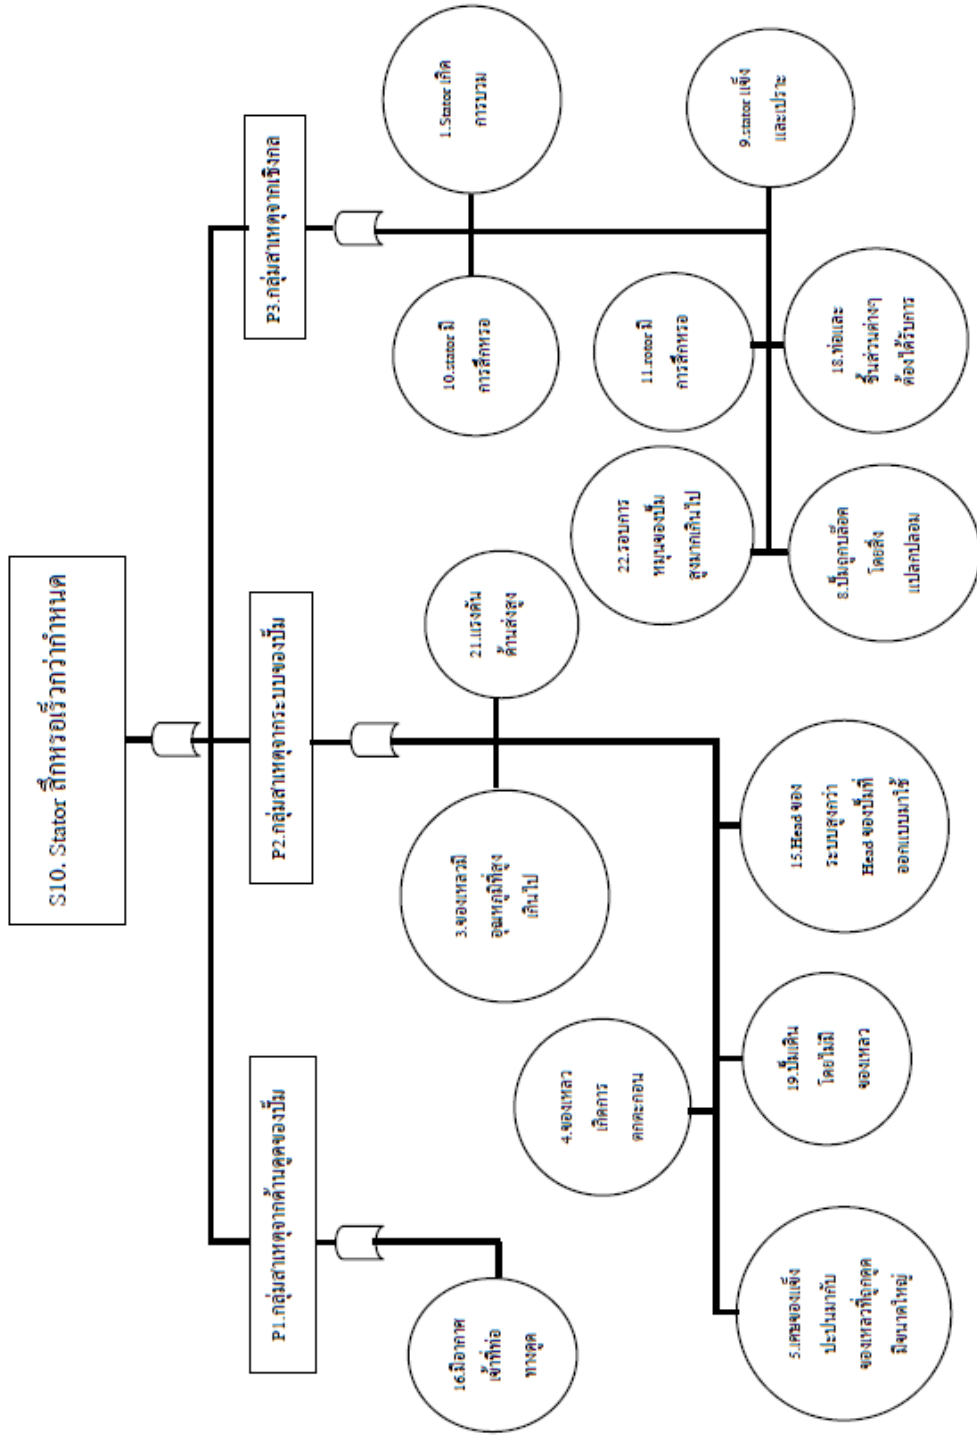 S10. Stator สึกหรอเร็วกว่ากำหนด
P1.กลุ่มสาเหตุจากด้านดูดของปั๊ม
P2.กลุ่มสาเหตุจากระบบของปั๊ม
P3.กลุ่มสาเหตุจากเชิงกล
16.มีอากาศ
เข้าที่ท่อ
ทางดูด
3.ของเหลวมี
อุณหภูมิที่สูง
เกินไป
21.แรงดัน
ด้านส่งสูง
4.ของเหลว
เกิดการ
ตกตะกอน
5.เศษของแข็ง
ปะปนมากับ
ของเหลวที่ถูกดูด
มีขนาดใหญ่
19.ปั๊มเดิน
โดยไม่มี
ของเหลว
15.Head ของ
ระบบสูงกว่า
Head ของปั๊มที่
ออกแบบมาใช้
10.stator มี
การสึกหรอ
1.Stator เกิด
การบวม
22.รอบการ
หมุนของปั๊ม
สูงมากเกินไป
11.rotor มี
การสึกหรอ
9.stator แข็ง
และเปราะ
8.ปั๊มถูกบล็อค
โดยสิ่ง
แปลกปลอม
18.ท่อและ
ชิ้นส่วนต่างๆ
ต้องได้รับการ